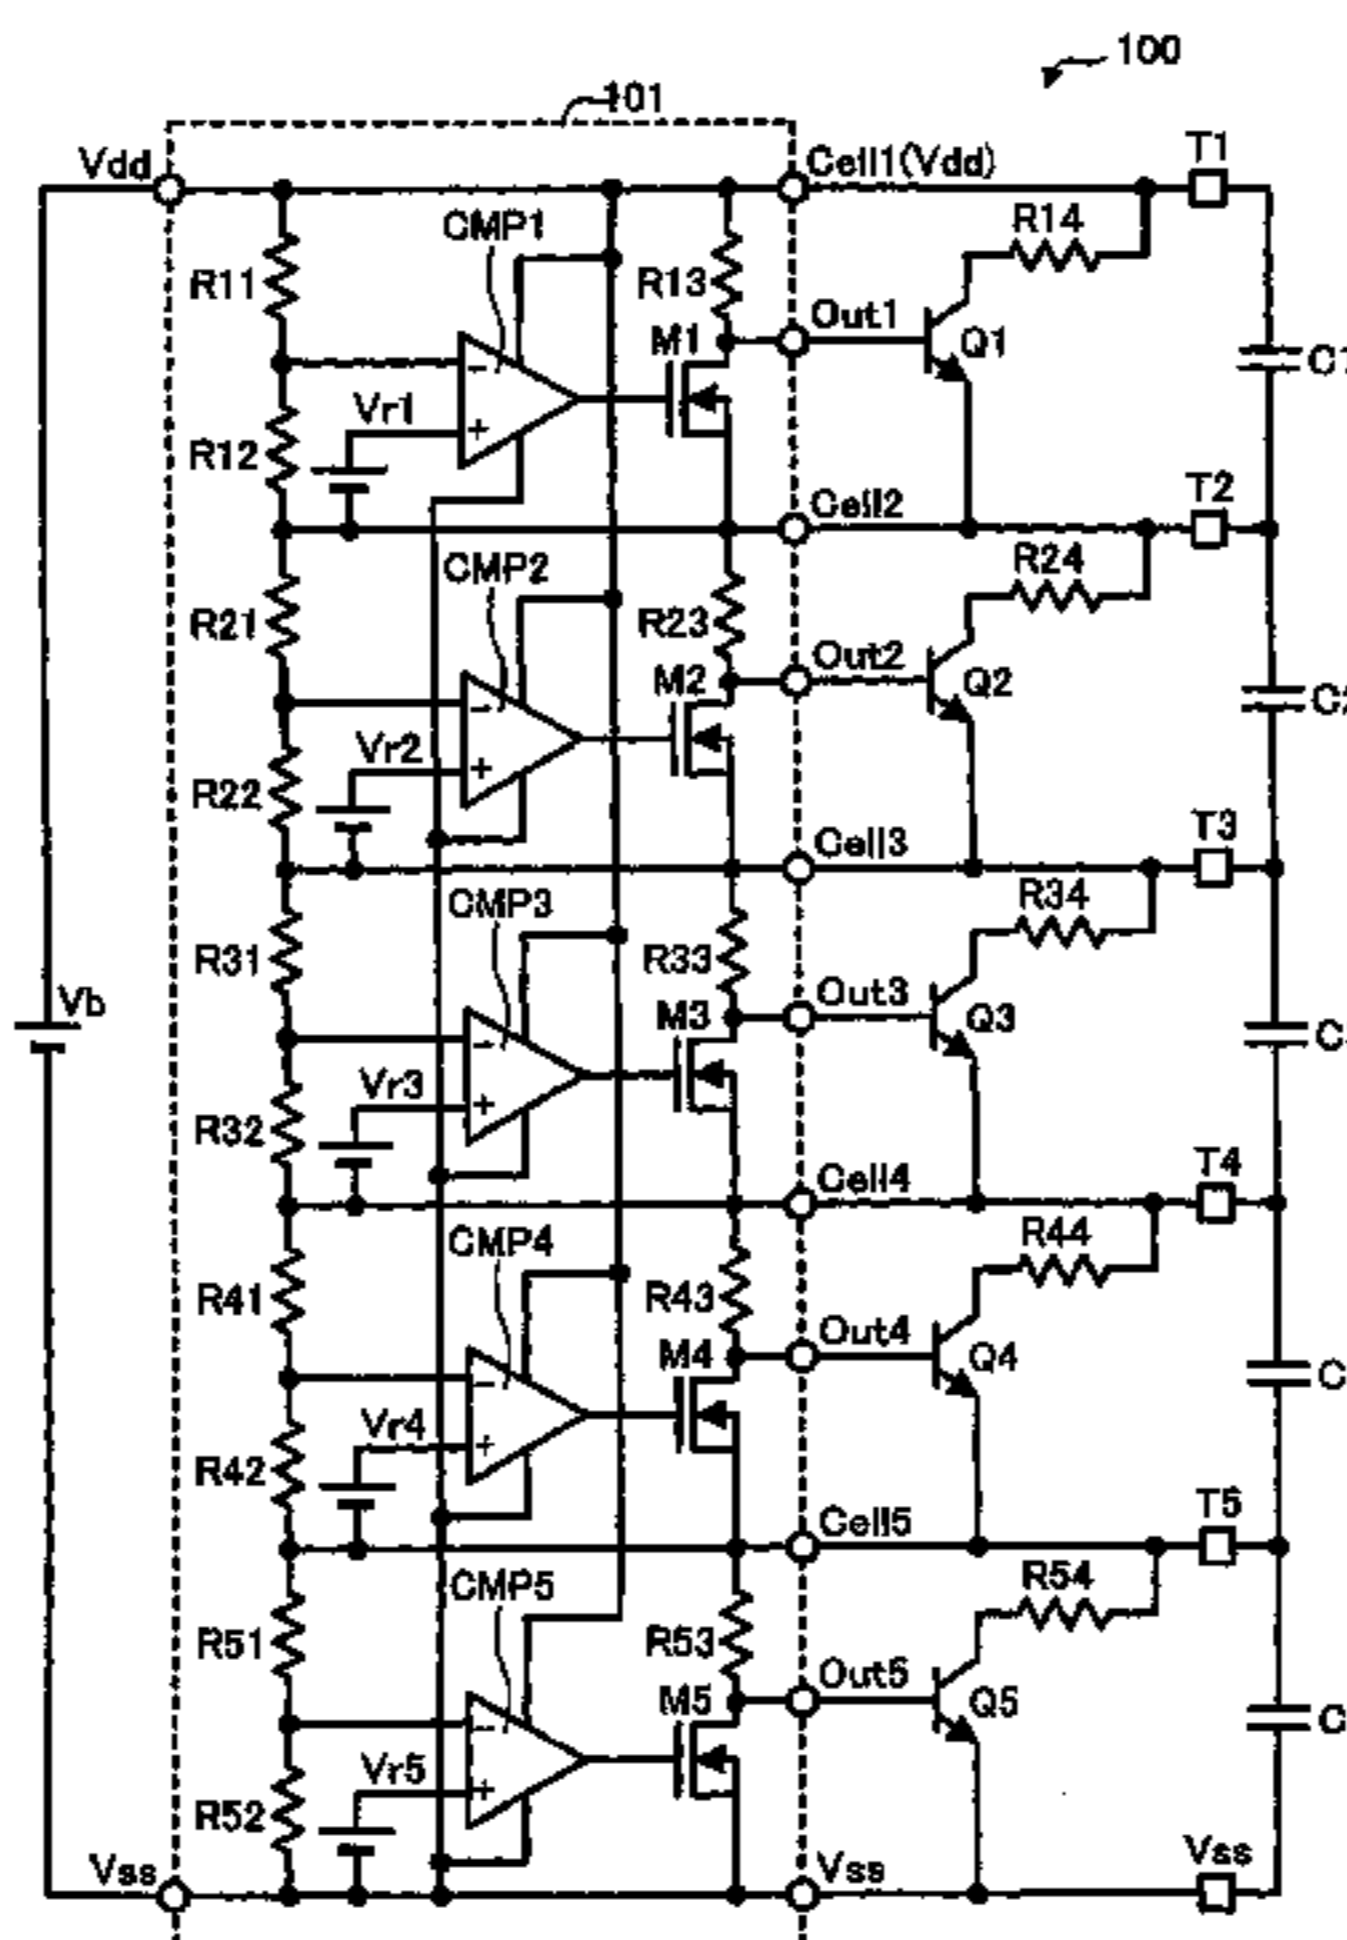 100
101
Vdd
Cell1(Vdd)
T1
CMP1
R14
R11
R13
Out1
M1
Q1
Vr1
R12
Cell2
T2
CMP2
R24
R21
R23
Out2
M2
Q2
Vr2
R22
Cell3
T3
CMP3
R34
R31
R33
Vb
Out3
M3
Q3
Vr3
R32
Cell4
T4
CMP4
R44
R41
R43
Out4
M4
Q4
C
Vr4
R42
Cell5
T5
CMP5
R54
R51
R53
Out5
M5
Q5
C
Vr5
R52
Vss
Vss
Vss